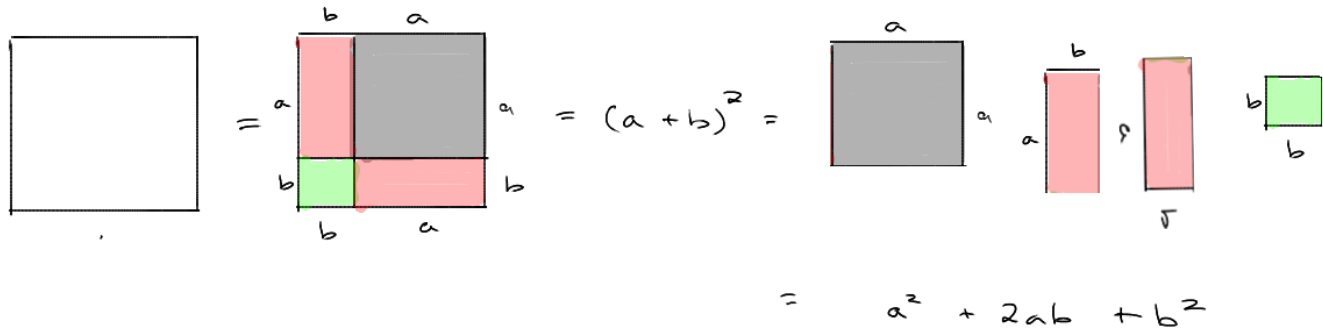 b a a
a = a = (a + b)² = a b a b
b b b
b a
= a² + 2ab + b²